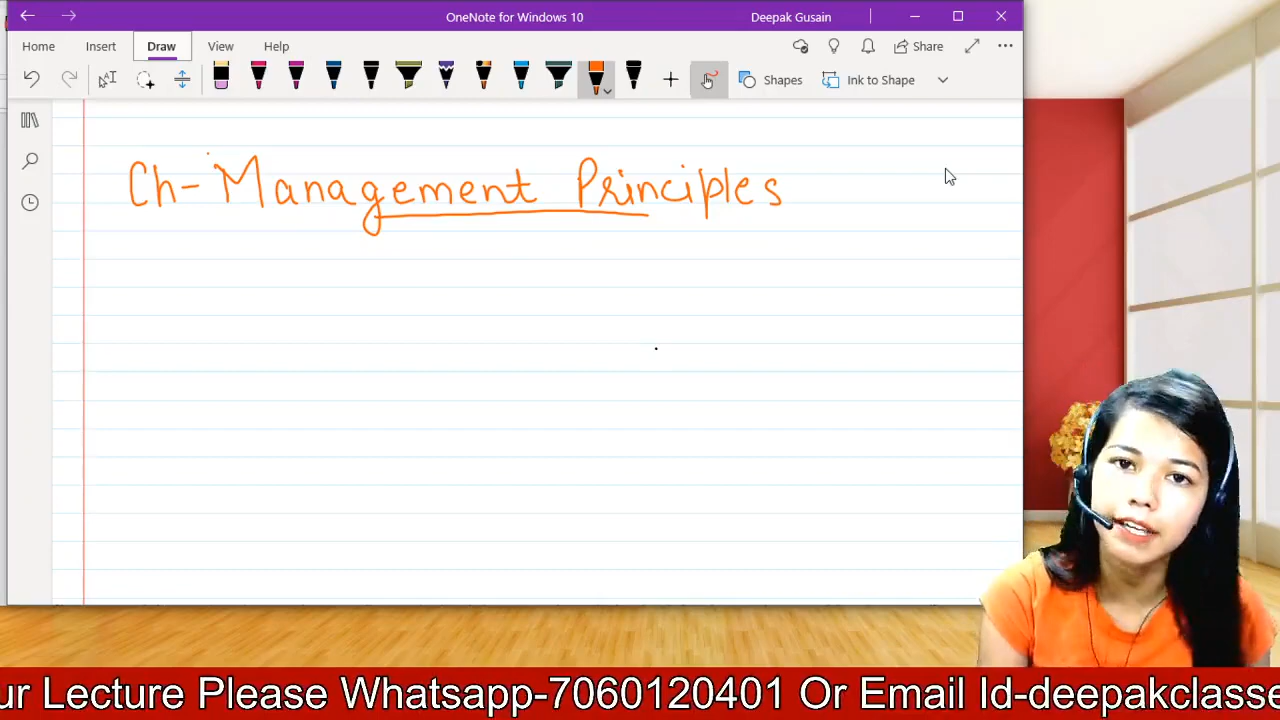 OneNote for Windows 10
Deepak Gusain
Home Insert Draw View Help
Share
Shapes Ink to Shape
Ch- Management Principles
ur Lecture Please Whatsapp-7060120401 Or Email Id-deepakclasse